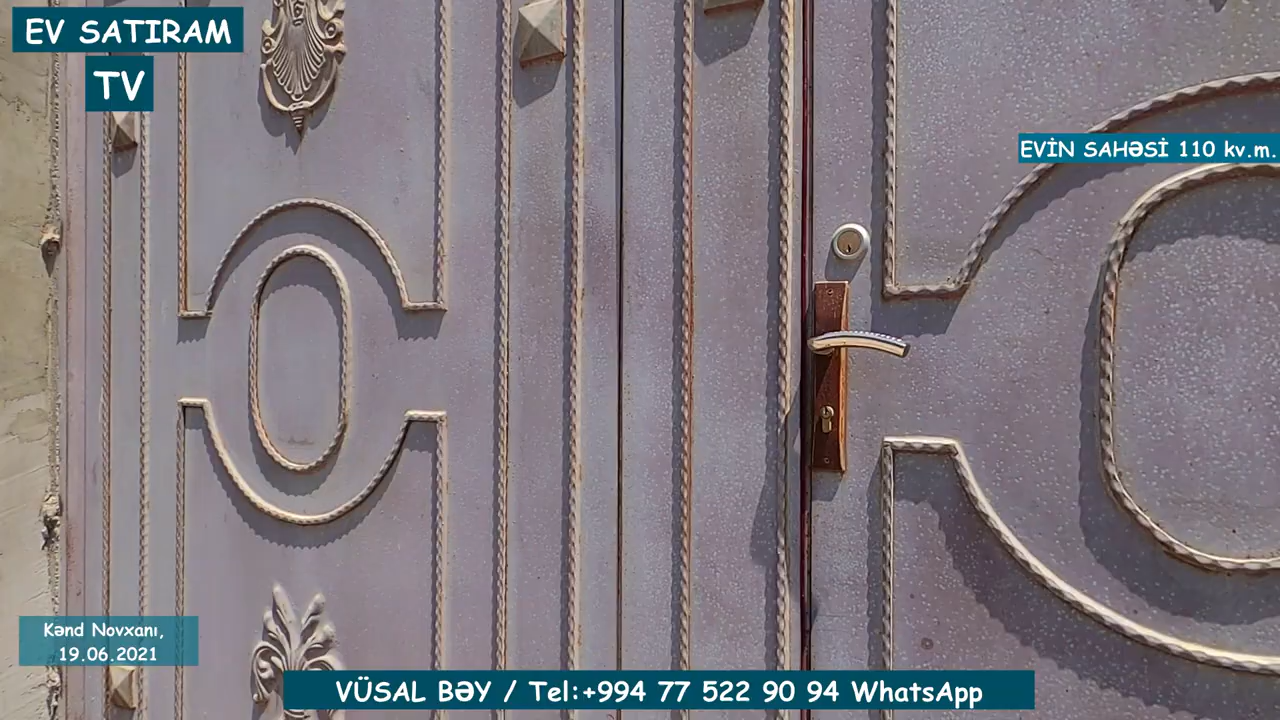 EV SATIRAM
TV
EVİN SAHƏSİ 110 kv.m.
Kənd Novxanı,
19.06.2021
VÜSAL BƏY / Tel:+994 77 522 90 94 WhatsApp